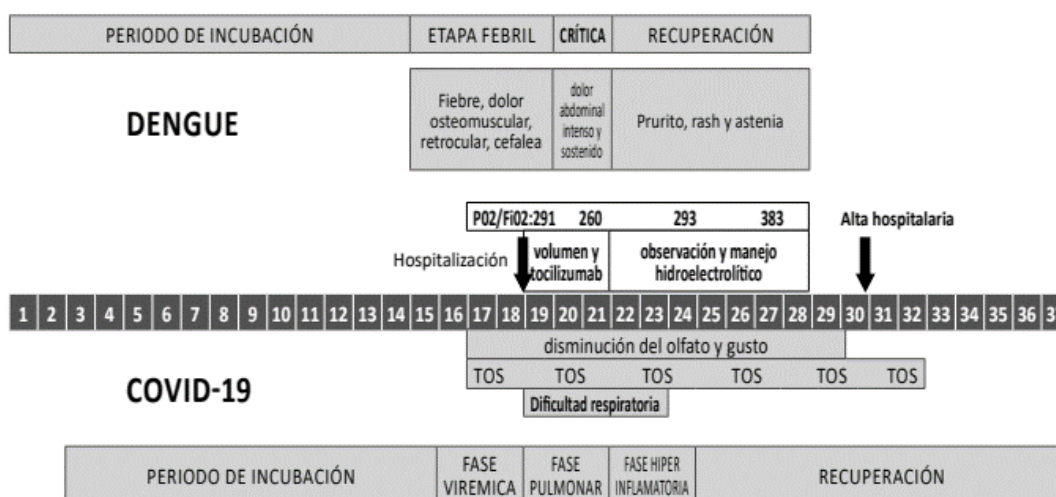 PERIODO DE INCUBACIÓN ETAPA FEBRIL CRÍTICA RECUPERACIÓN
DENGUE
Fiebre, dolor
osteomuscular,
retrocular, cefalea
dolor
abdominal
intenso y
sostenido
Prurito, rash y astenia
P02/Fi02:291 260 293 383
Alta hospitalaria
Hospitalización
volumen y
tocilizumab
observación y manejo
hidroelectrolítico
1 2 3 4 5 6 7 8 9 10 11 12 13 14 15 16 17 18 19 20 21 22 23 24 25 26 27 28 29 30 31 32 33 34 35 36 3
disminución del olfato y gusto
TOS TOS TOS TOS TOS TOS
COVID-19
Dificultad respiratoria
PERIODO DE INCUBACIÓN
FASE
VIREMICA
FASE
PULMONAR
FASE HIPER
INFLAMATORIA
RECUPERACIÓN